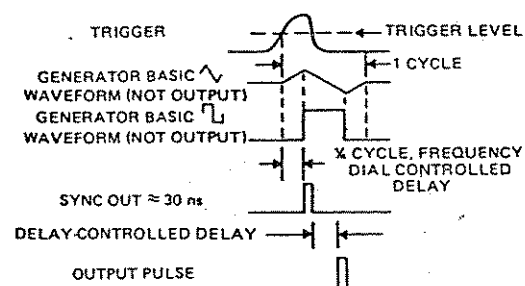 TRIGGER
TRIGGER LEVEL
1 CYCLE
GENERATOR BASIC
WAVEFORM (NOT OUTPUT)
GENERATOR BASIC
WAVEFORM (NOT OUTPUT)
¼ CYCLE, FREQUENCY
DIAL CONTROLLED
DELAY
SYNC OUT ≈ 30 ns
DELAY-CONTROLLED DELAY
OUTPUT PULSE